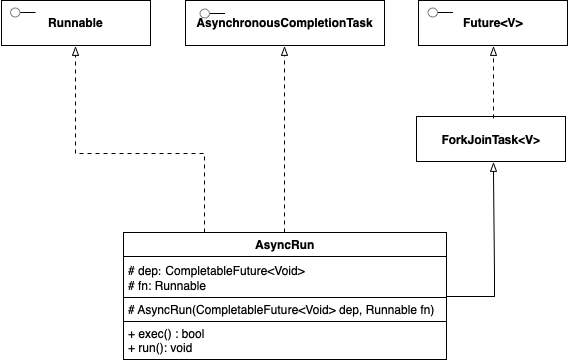 Runnable
AsynchronousCompletionTask
Future<V>
ForkJoinTask<V>
AsyncRun
# dep: CompletableFuture<Void>
# fn: Runnable
# AsyncRun(CompletableFuture<Void> dep, Runnable fn)
+ exec() : bool
+ run(): void